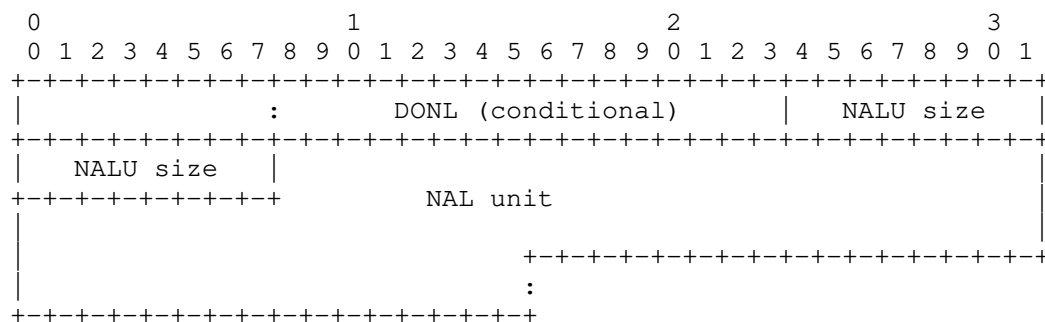 0                   1                   2                   3
 0 1 2 3 4 5 6 7 8 9 0 1 2 3 4 5 6 7 8 9 0 1 2 3 4 5 6 7 8 9 0 1
+-+-+-+-+-+-+-+-+-+-+-+-+-+-+-+-+-+-+-+-+-+-+-+-+-+-+-+-+-+-+-+-+
|               :       DONL (conditional)      |   NALU size   |
+-+-+-+-+-+-+-+-+-+-+-+-+-+-+-+-+-+-+-+-+-+-+-+-+-+-+-+-+-+-+-+-+
|   NALU size   |                                               |
+-+-+-+-+-+-+-+-+         NAL unit                              |
|                                                               |
|                               +-+-+-+-+-+-+-+-+-+-+-+-+-+-+-+-+
|                               :
+-+-+-+-+-+-+-+-+-+-+-+-+-+-+-+-+